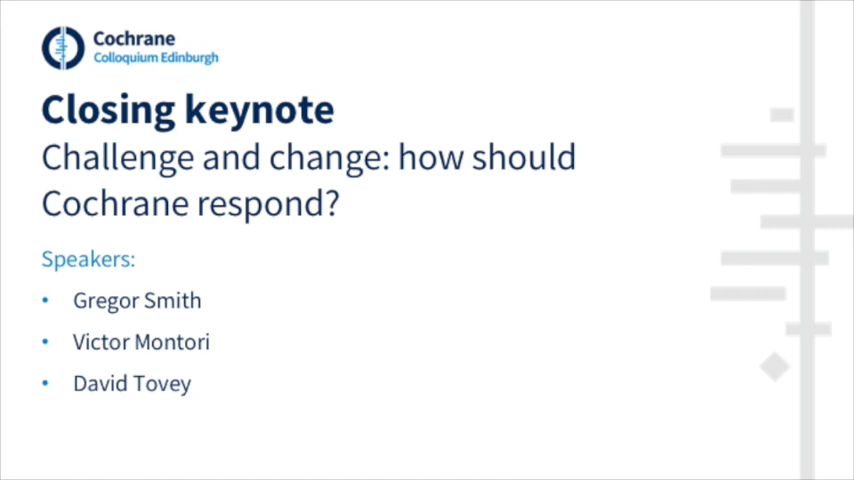 Cochrane
Colloquium Edinburgh
Closing keynote
Challenge and change: how should
Cochrane respond?
Speakers:
• Gregor Smith
• Victor Montori
• David Tovey